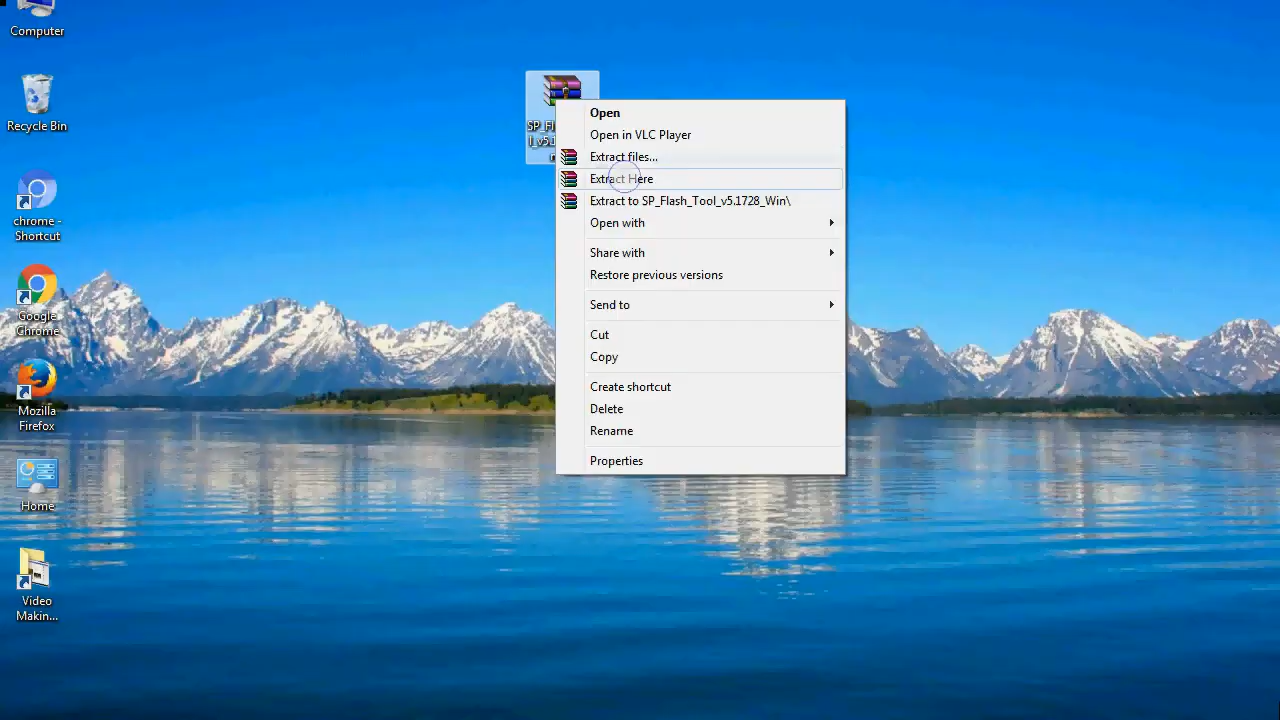 Computer
Recycle Bin
chrome -
Shortcut
Google
Chrome
Mozilla
Firefox
Home
Video
Makin...
SP_Fl
l_v5.1
Open
Open in VLC Player
Extract files...
Extract Here
Extract to SP_Flash_Tool_v5.1728_Win\
Open with
Share with
Restore previous versions
Send to
Cut
Copy
Create shortcut
Delete
Rename
Properties